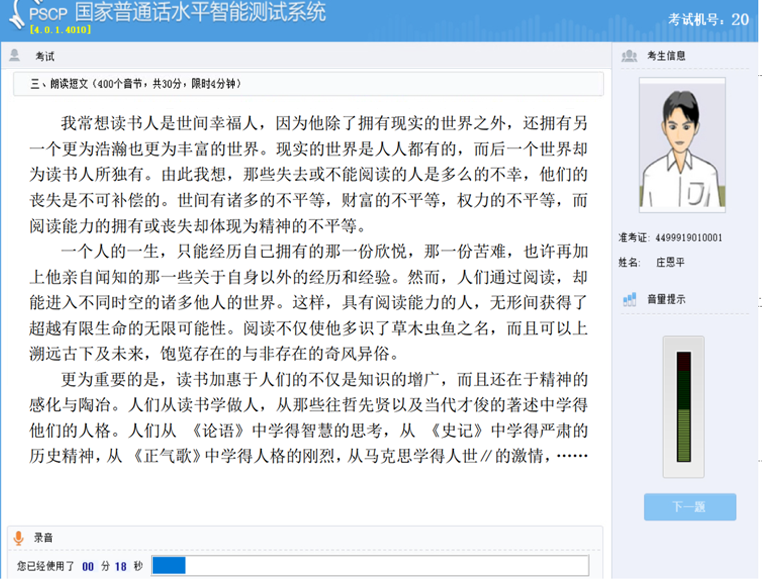 PSCP 国家普通话水平智能测试系统
[4.0.1.4010]
考试机号：20
考试
三、朗读短文（400个音节，共30分，限时4分钟）
我常想读书人是世间幸福人，因为他除了拥有现实的世界之外，还拥有另
一个更为浩瀚也更为丰富的世界。现实的世界是人人都有的，而后一个世界却
为读书人所独有。由此我想，那些失去或不能阅读的人是多么的不幸，他们的
丧失是不可补偿的。世间有诸多的不平等，财富的不平等，权力的不平等，而
阅读能力的拥有或丧失却体现为精神的不平等。
一个人的一生，只能经历自己拥有的那一份欣悦，那一份苦难，也许再加
上他亲自闻知的那一些关于自身以外的经历和经验。然而，人们通过阅读，却
能进入不同时空的诸多他人的世界。这样，具有阅读能力的人，无形间获得了
超越有限生命的无限可能性。阅读不仅使他多识了草木虫鱼之名，而且可以上
溯远古下及未来，饱览存在的与非存在的奇风异俗。
更为重要的是，读书加惠于人们的不仅是知识的增广，而且还在于精神的
感化与陶冶。人们从读书学做人，从那些往哲先贤以及当代才俊的著述中学得
他们的人格。人们从 《论语》中学得智慧的思考，从 《史记》中学得严肃的
历史精神，从 《正气歌》中学得人格的刚烈，从马克思学得人世∥的激情，……
考生信息
准考证: 4499919010001
姓名: 庄恩平
音量提示
下一题
录音
您已经使用了 00 分 18 秒